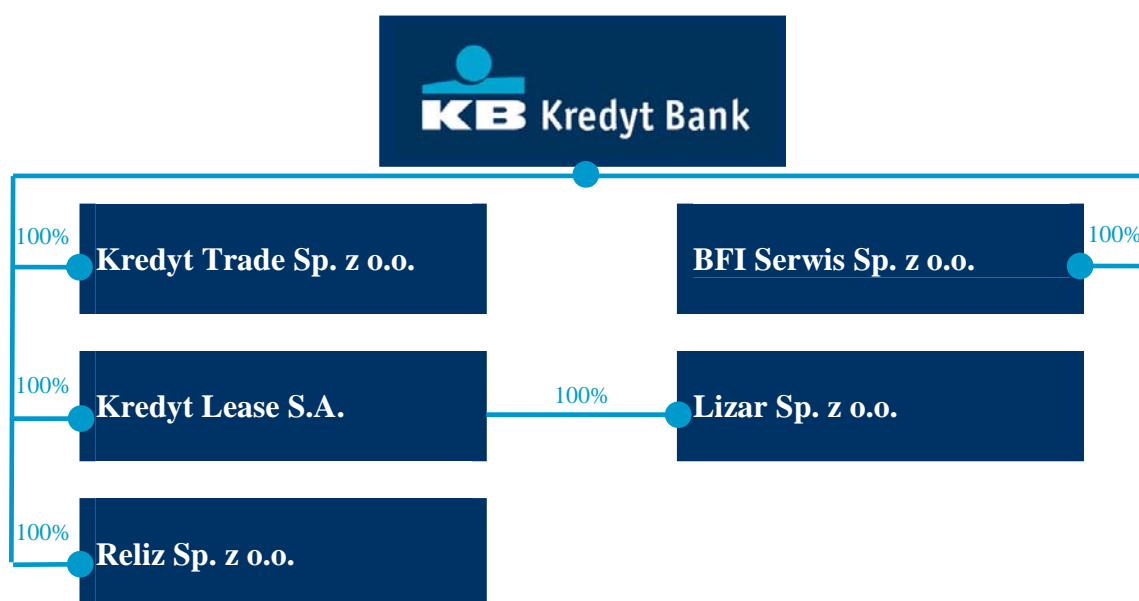 KB Kredyt Bank
100%
Kredyt Trade Sp. z o.o.
BFI Serwis Sp. z o.o.
100%
100%
Kredyt Lease S.A.
100%
Lizar Sp. z o.o.
100%
Reliz Sp. z o.o.